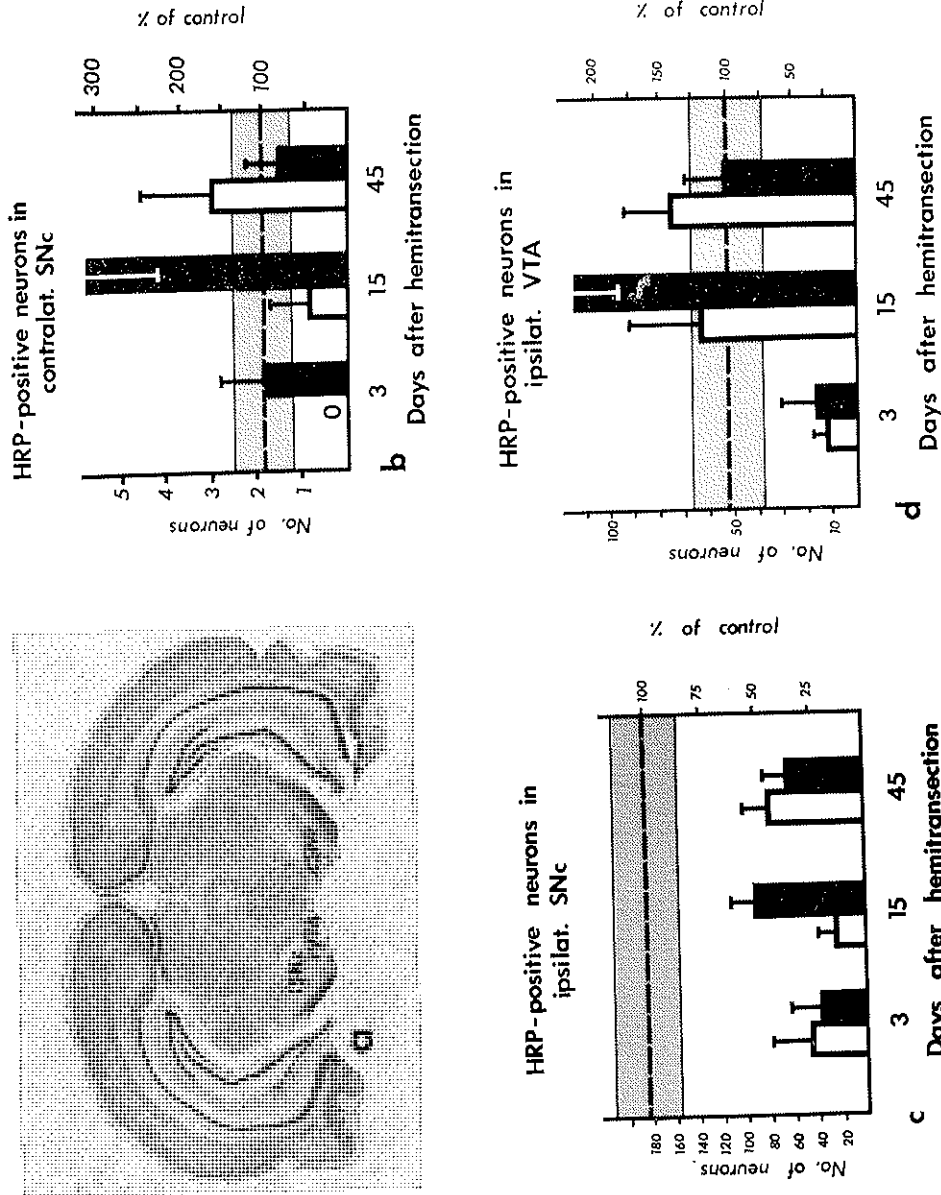 a
HRP-positive neurons in
contralat. SNc
No. of neurons
5
4
3
2
1
% of control
300
200
100
0
3
15
45
b
Days after hemitransection
HRP-positive neurons in
ipsilat. SNc
No. of neurons
180
160
140
120
100
80
60
40
20
% of control
100
75
50
25
3
15
45
c
Days after hemitransection
HRP-positive neurons in
ipsilat. VTA
No. of neurons
100
50
10
% of control
200
150
100
50
3
15
45
d
Days after hemitransection